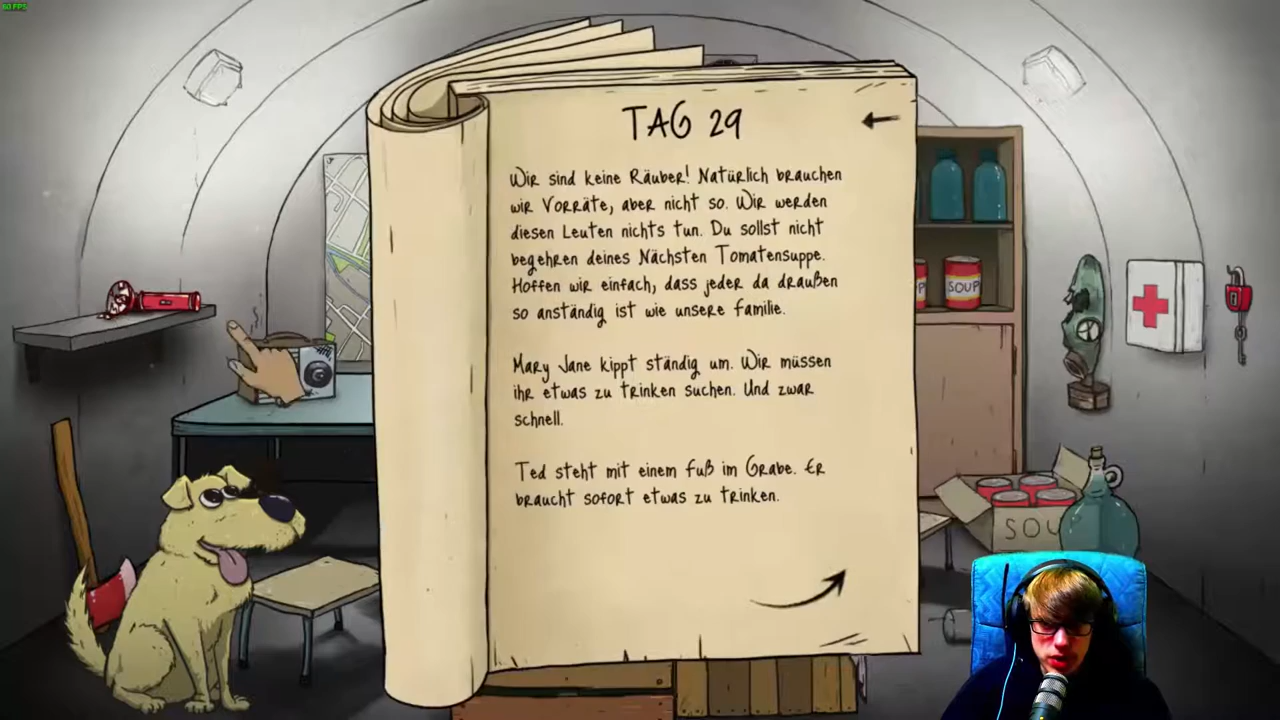 60 FPS
TAG 29
Wir sind keine Räuber! Natürlich brauchen
wir Vorräte, aber nicht so. Wir werden
diesen Leuten nichts tun. Du sollst nicht
begehren deines Nächsten Tomatensuppe.
Hoffen wir einfach, dass jeder da draußen
so anständig ist wie unsere Familie.
Mary Jane kippt ständig um. Wir müssen
ihr etwas zu trinken suchen. Und zwar
schnell.
Ted steht mit einem Fuß im Grabe. Er
braucht sofort etwas zu trinken.
P
SOUP
SOU